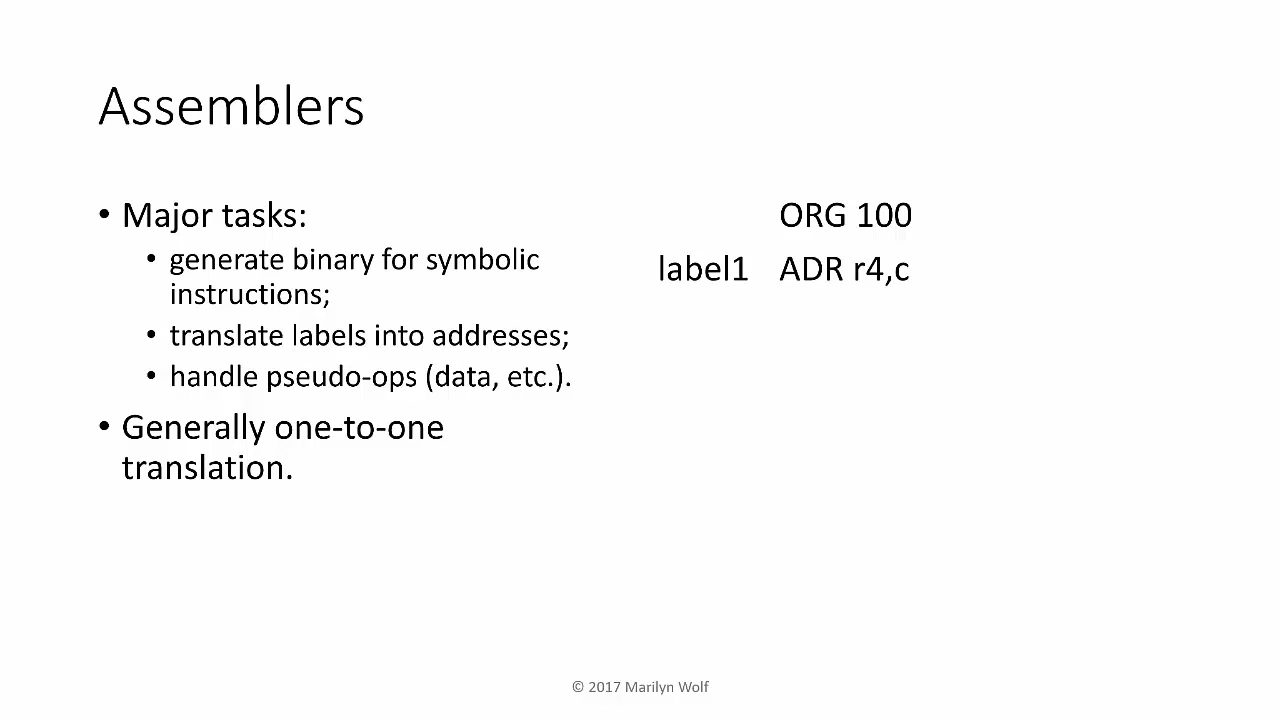 Assemblers
• Major tasks:
• generate binary for symbolic
instructions;
• translate labels into addresses;
• handle pseudo-ops (data, etc.).
• Generally one-to-one
translation.
ORG 100
label1 ADR r4,c
© 2017 Marilyn Wolf